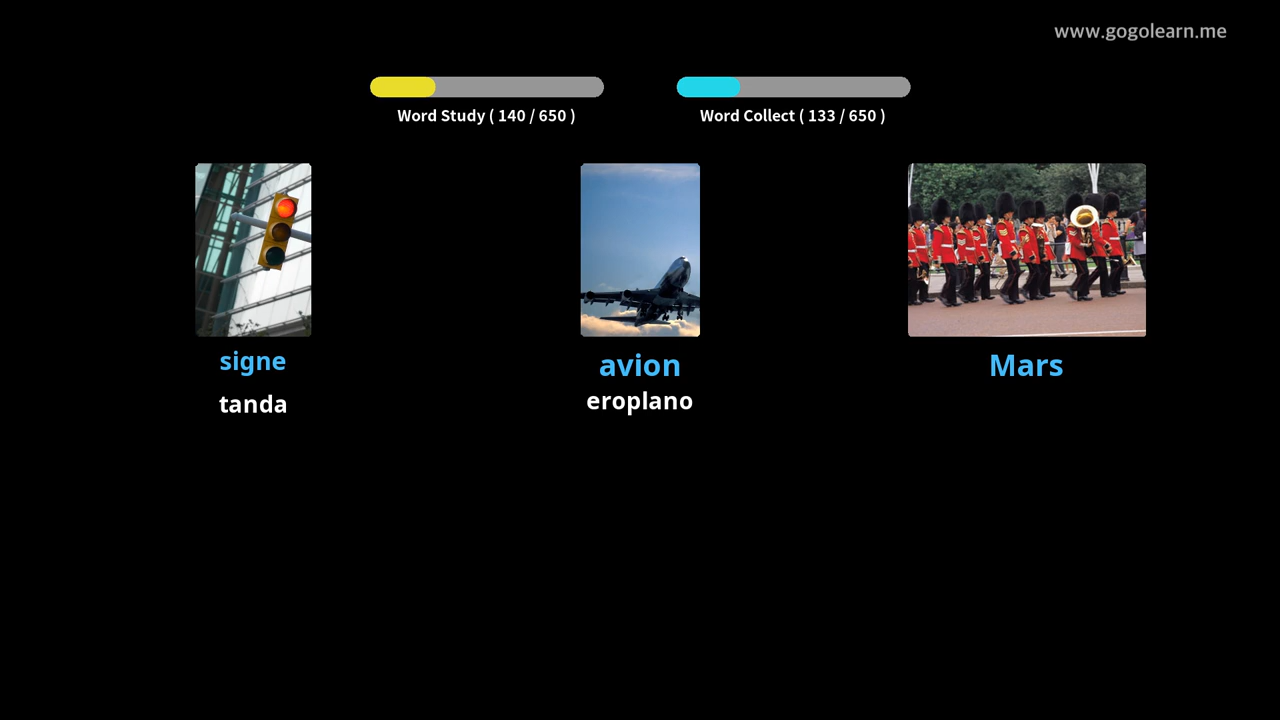 www.gogolearn.me
Word Study ( 140 / 650 )
Word Collect ( 133 / 650 )
signe
tanda
avion
eroplano
Mars